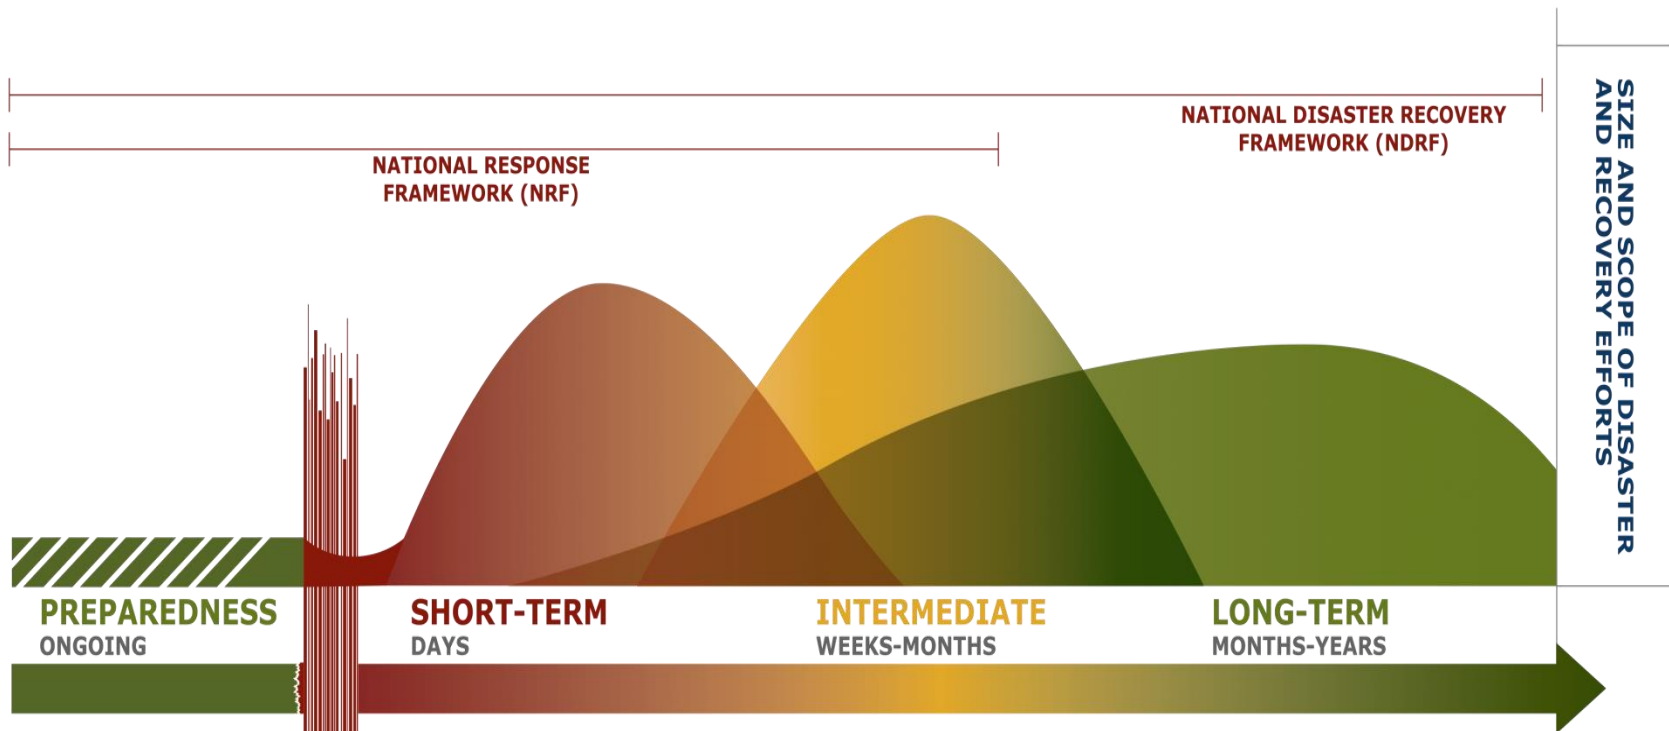 NATIONAL DISASTER RECOVERY
FRAMEWORK (NDRF)
NATIONAL RESPONSE
FRAMEWORK (NRF)
SIZE AND SCOPE OF DISASTER
AND RECOVERY EFFORTS
PREPAREDNESS
ONGOING
SHORT-TERM
DAYS
INTERMEDIATE
WEEKS-MONTHS
LONG-TERM
MONTHS-YEARS